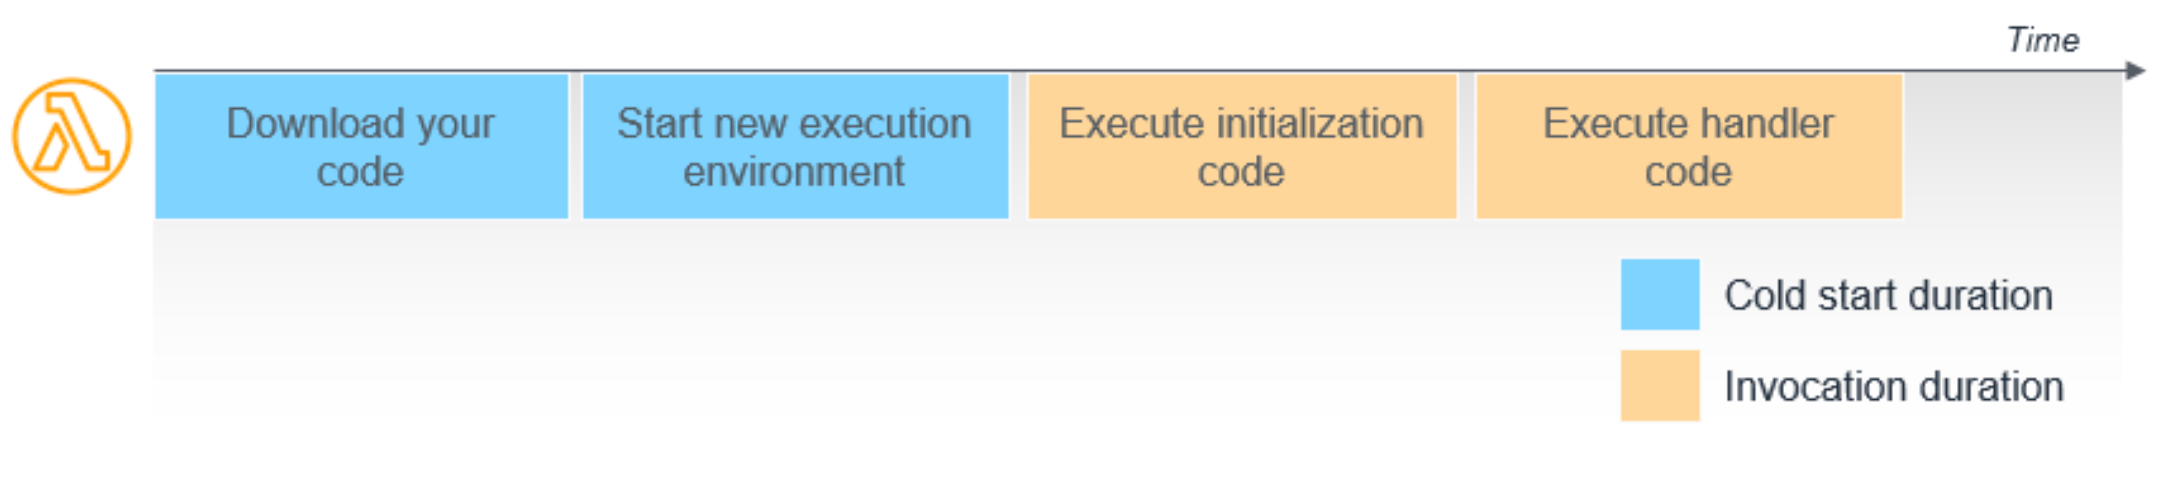 Time
Download your
code
Start new execution
environment
Execute initialization
code
Execute handler
code
Cold start duration
Invocation duration